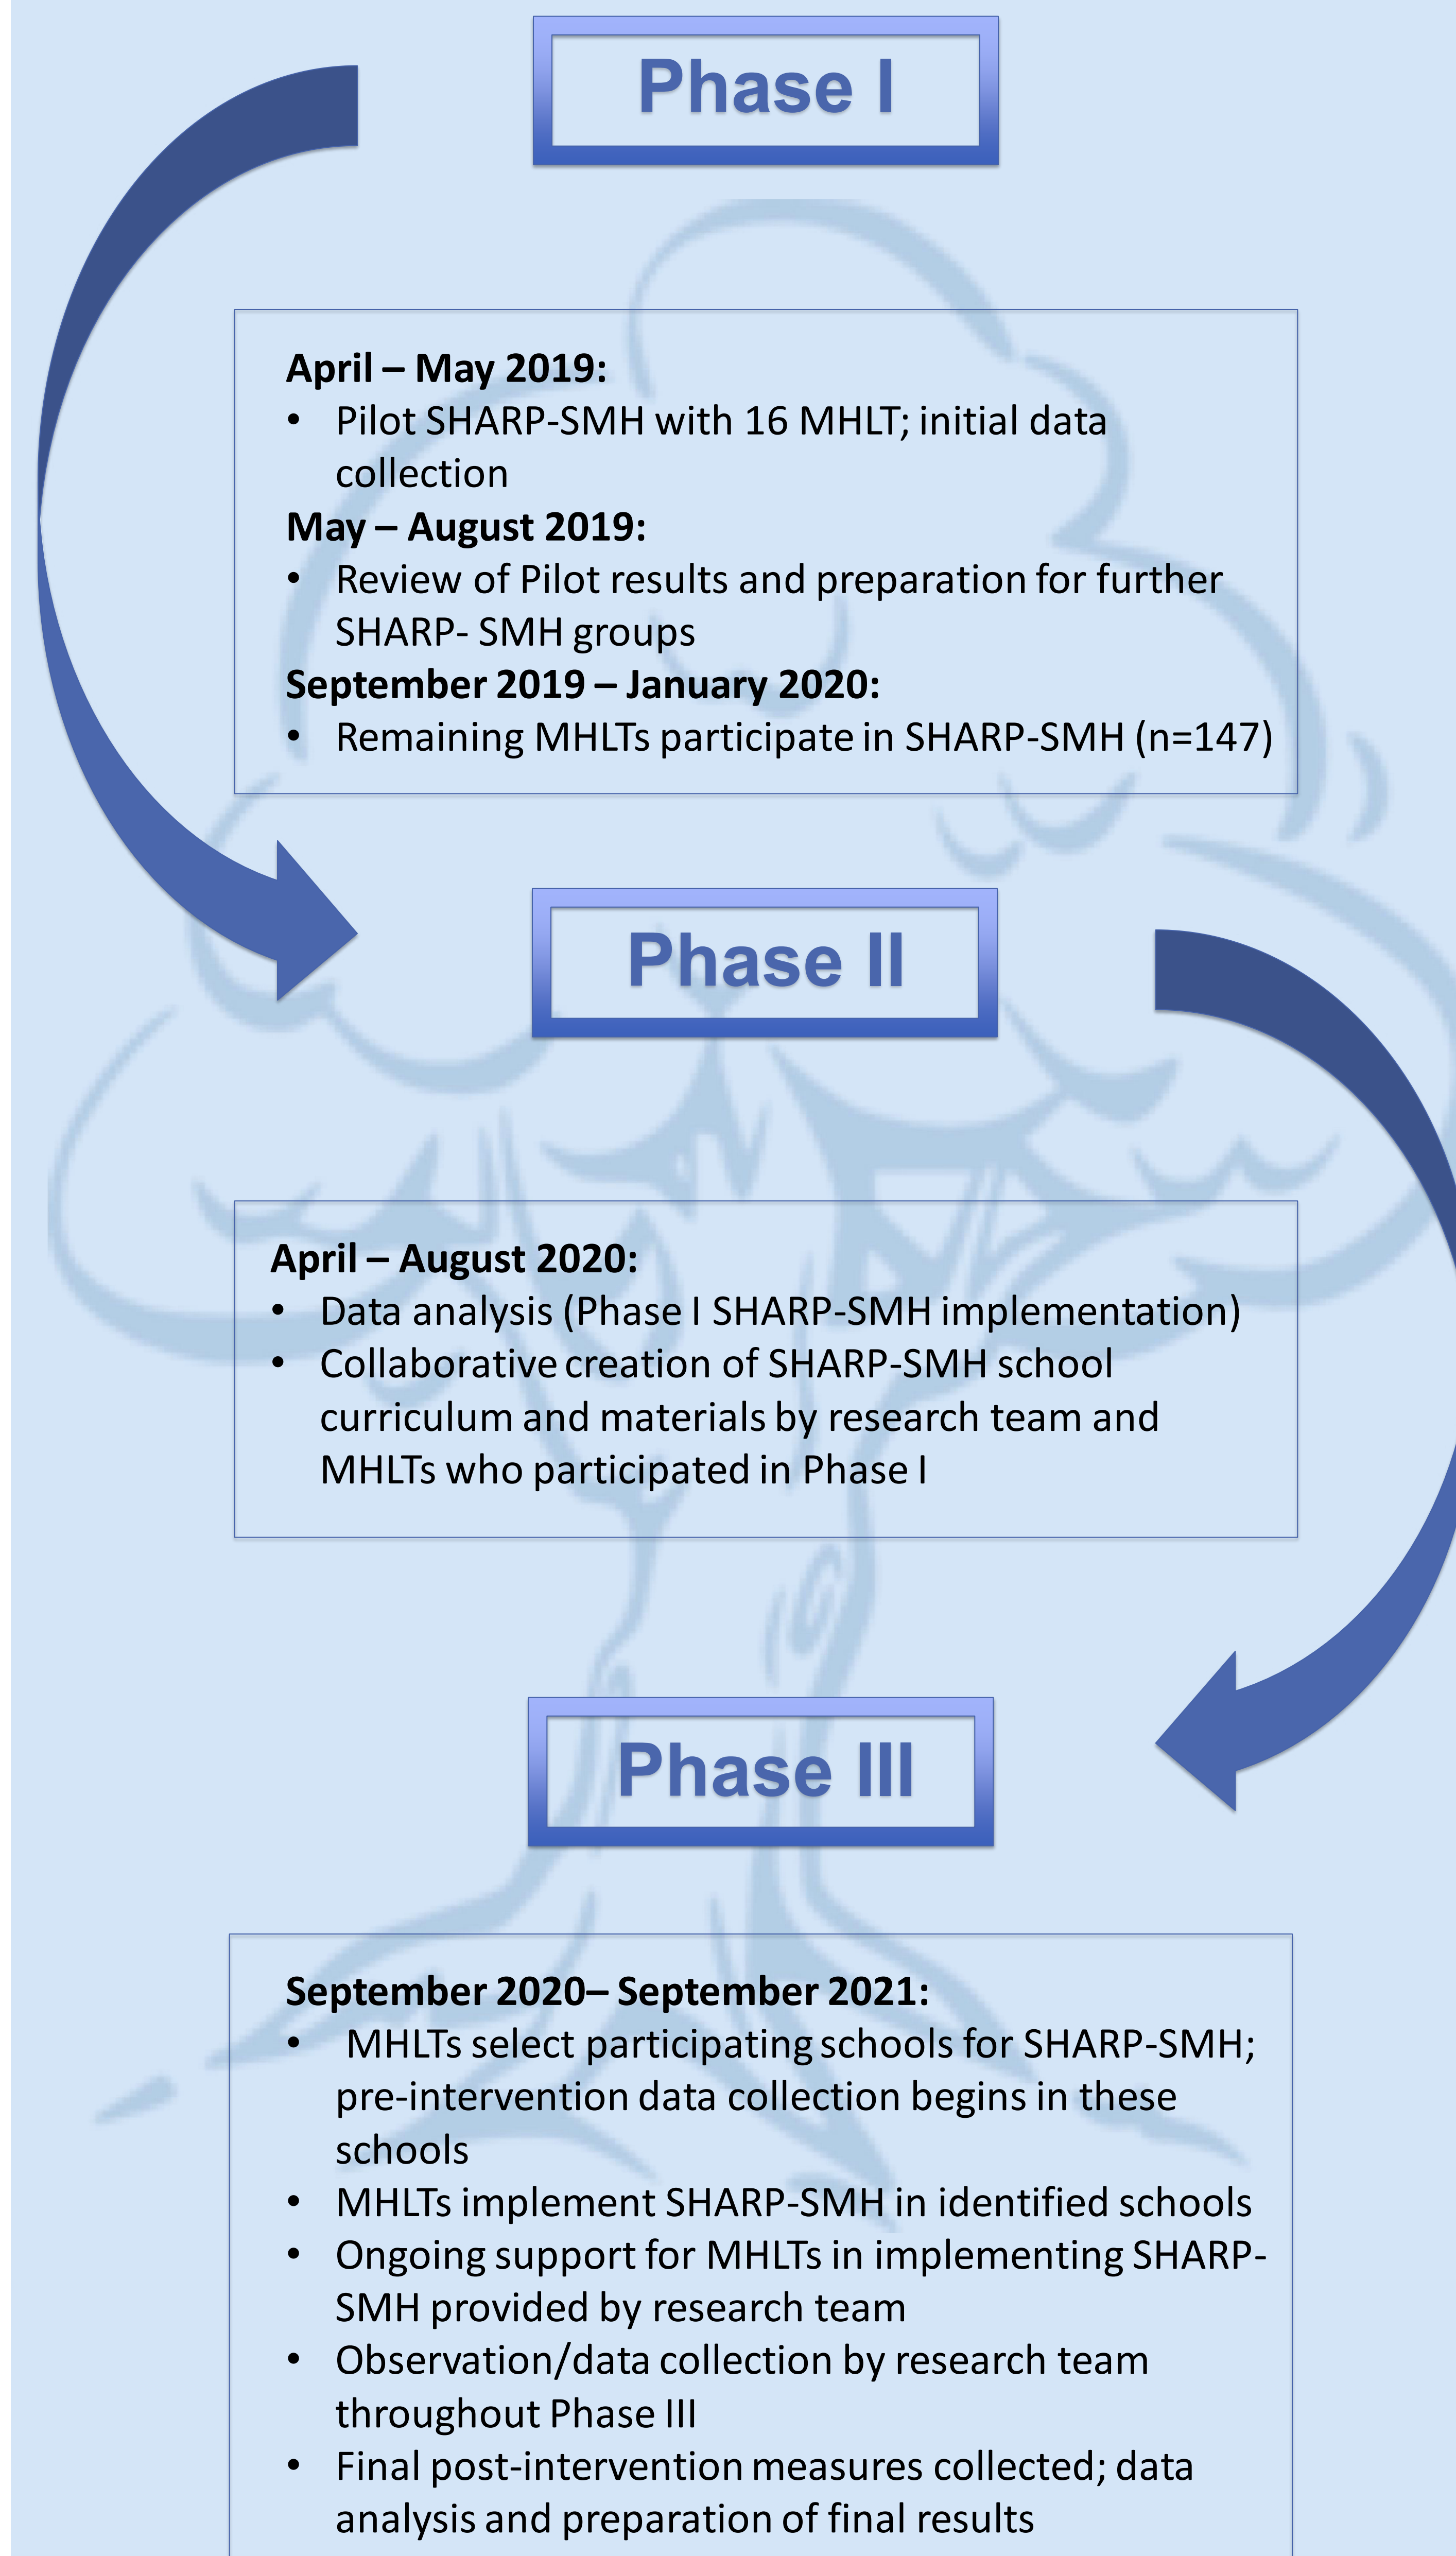 Phase I
April – May 2019:
• Pilot SHARP-SMH with 16 MHLT; initial data
collection
May – August 2019:
• Review of Pilot results and preparation for further
SHARP- SMH groups
September 2019 – January 2020:
• Remaining MHLTs participate in SHARP-SMH (n=147)
Phase II
April – August 2020:
• Data analysis (Phase I SHARP-SMH implementation)
• Collaborative creation of SHARP-SMH school
curriculum and materials by research team and
MHLTs who participated in Phase I
Phase III
September 2020– September 2021:
• MHLTs select participating schools for SHARP-SMH;
pre-intervention data collection begins in these
schools
• MHLTs implement SHARP-SMH in identified schools
• Ongoing support for MHLTs in implementing SHARP-
SMH provided by research team
• Observation/data collection by research team
throughout Phase III
• Final post-intervention measures collected; data
analysis and preparation of final results